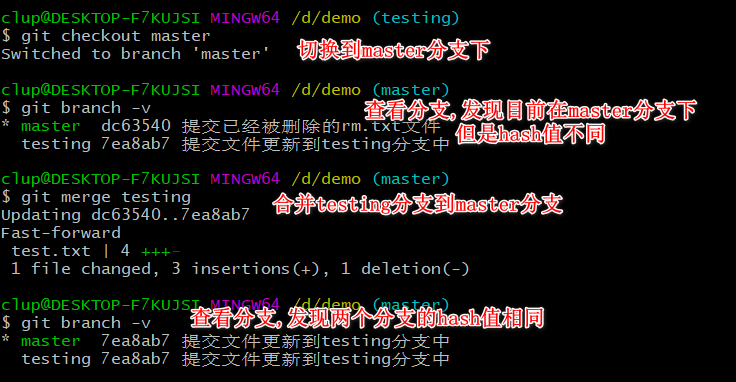 clup@DESKTOP-F7KUJSI MINGW64 /d/demo (testing)
$ git checkout master
Switched to branch 'master'
切换到master分支下
clup@DESKTOP-F7KUJSI MINGW64 /d/demo (master)
$ git branch -v
查看分支,发现目前在master分支下
* master  dc63540 提交已经被删除的rm.txt文件
但是hash值不同
testing 7ea8ab7 提交文件更新到testing分支中
clup@DESKTOP-F7KUJSI MINGW64 /d/demo (master)
$ git merge testing
合并testing分支到master分支
Updating dc63540..7ea8ab7
Fast-forward
test.txt | 4 +++-
1 file changed, 3 insertions(+), 1 deletion(-)
clup@DESKTOP-F7KUJSI MINGW64 /d/demo (master)
$ git branch -v
查看分支,发现两个分支的hash值相同
* master  7ea8ab7 提交文件更新到testing分支中
testing 7ea8ab7 提交文件更新到testing分支中